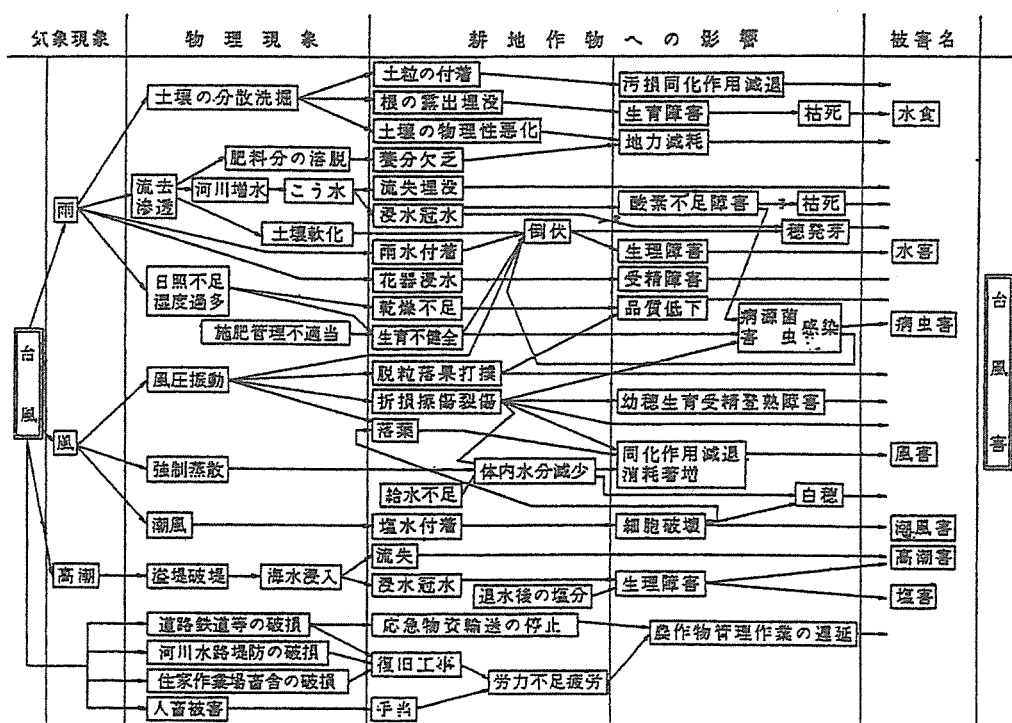 気象現象
物理現象
耕地作物への影響
被害名
台風
雨
風
高潮
土壌の分散洗掘
流去
滲透
肥料分の溶脱
河川増水
こう水
土壌軟化
日照不足
湿度過多
施肥管理不適当
風圧振動
強制蒸散
潮風
溢堤破堤
海水浸入
道路鉄道等の破損
河川水路堤防の破損
住家作業場畜舎の破損
人畜被害
土粒の付着
根の露出埋没
土壌の物理性悪化
養分欠乏
流失埋没
浸水冠水
雨水付着
花器浸水
乾燥不足
生育不健全
脱粒落果打撲
折損擦傷裂傷
落葉
体内水分減少
給水不足
塩水付着
流失
浸水冠水
退水後の塩分
応急物資輸送の停止
復旧工事
手当
労力不足疲労
倒伏
汚損同化作用減退
生育障害
枯死
地力減耗
酸素不足障害
枯死
穂発芽
生理障害
受精障害
品質低下
病源菌
害虫
感染
幼穂生育受精登熟障害
同化作用減退
消耗著増
白穂
細胞破壊
生理障害
農作物管理作業の遅延
水食
水害
病虫害
風害
潮風害
高潮害
塩害
台風害